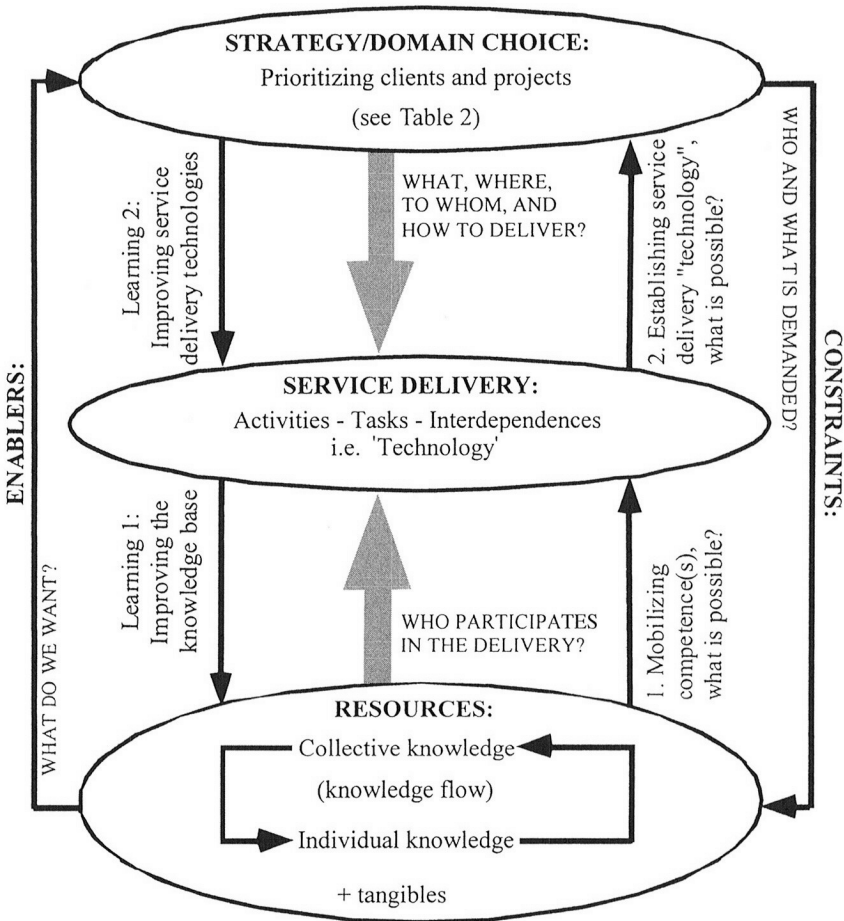 STRATEGY/DOMAIN CHOICE:
Prioritizing clients and projects
(see Table 2)
Learning 2:
Improving service
delivery technologies
WHAT, WHERE,
TO WHOM, AND
HOW TO DELIVER?
2. Establishing service
delivery "technology",
what is possible?
WHO AND WHAT IS DEMANDED?
ENABLERS:
CONSTRAINTS:
SERVICE DELIVERY:
Activities - Tasks - Interdependences
i.e. 'Technology'
WHAT DO WE WANT?
Learning 1:
Improving the
knowledge base
WHO PARTICIPATES
IN THE DELIVERY?
1. Mobilizing
competence(s),
what is possible?
RESOURCES:
Collective knowledge
(knowledge flow)
Individual knowledge
+ tangibles